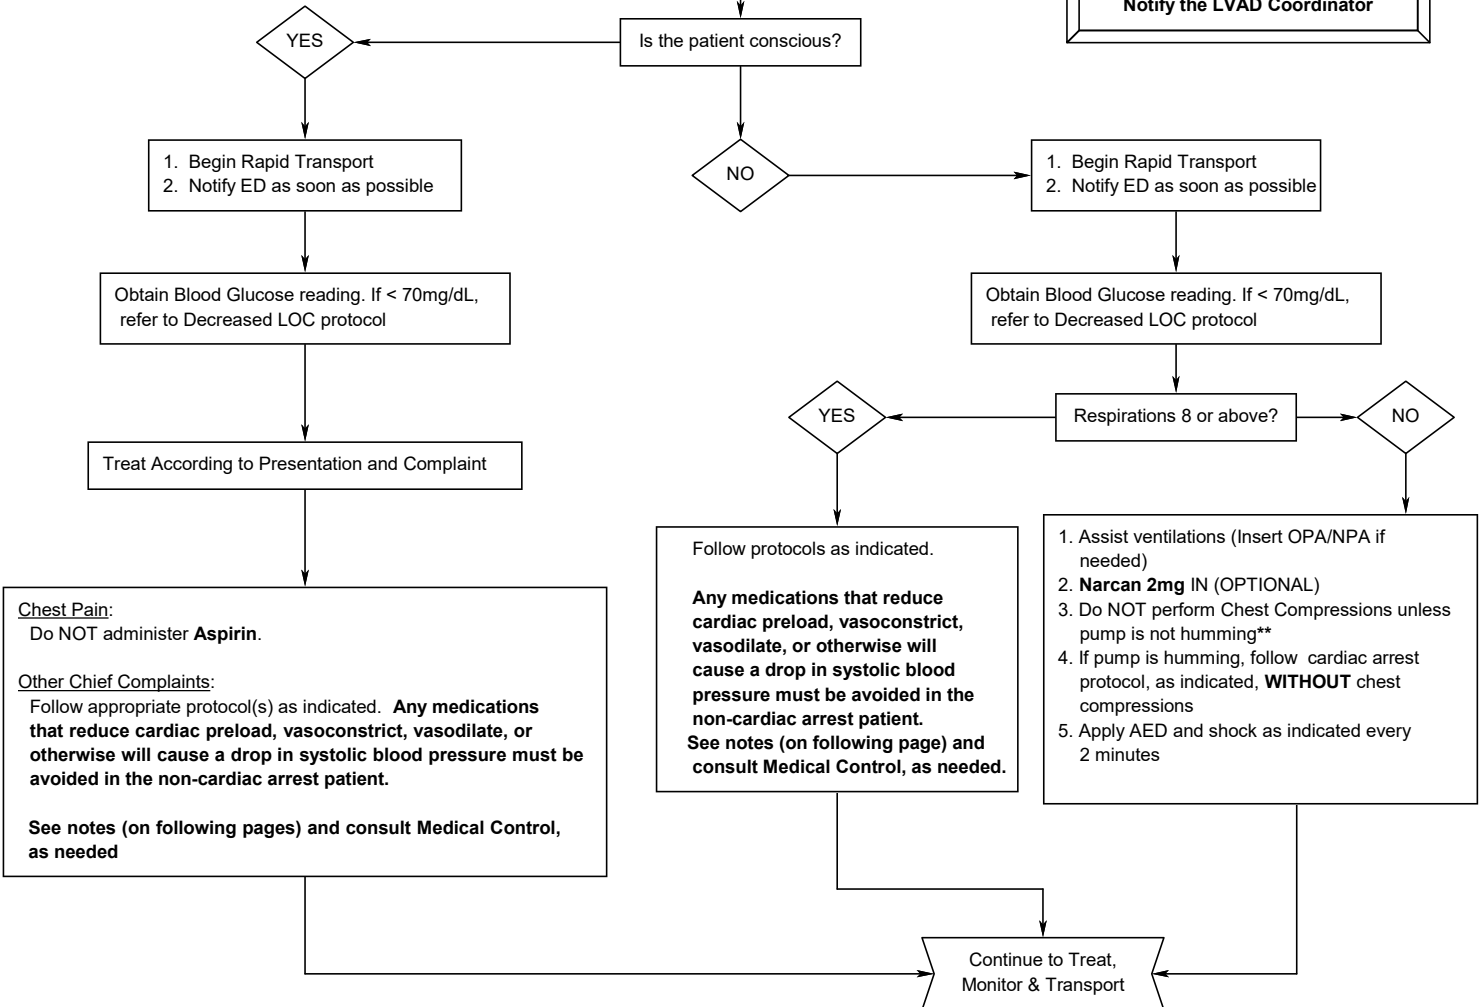 Notify the LVAD Coordinator
YES
Is the patient conscious?
1. Begin Rapid Transport
2. Notify ED as soon as possible
NO
1. Begin Rapid Transport
2. Notify ED as soon as possible
Obtain Blood Glucose reading. If < 70mg/dL,
refer to Decreased LOC protocol
Obtain Blood Glucose reading. If < 70mg/dL,
refer to Decreased LOC protocol
YES
Respirations 8 or above?
NO
Treat According to Presentation and Complaint
Chest Pain:
Do NOT administer Aspirin.
Other Chief Complaints:
Follow appropriate protocol(s) as indicated. Any medications
that reduce cardiac preload, vasoconstrict, vasodilate, or
otherwise will cause a drop in systolic blood pressure must be
avoided in the non-cardiac arrest patient.
See notes (on following pages) and consult Medical Control,
as needed
Follow protocols as indicated.
Any medications that reduce
cardiac preload, vasoconstrict,
vasodilate, or otherwise will
cause a drop in systolic blood
pressure must be avoided in the
non-cardiac arrest patient.
See notes (on following page) and
consult Medical Control, as needed.
1. Assist ventilations (Insert OPA/NPA if
needed)
2. Narcan 2mg IN (OPTIONAL)
3. Do NOT perform Chest Compressions unless
pump is not humming**
4. If pump is humming, follow cardiac arrest
protocol, as indicated, WITHOUT chest
compressions
5. Apply AED and shock as indicated every
2 minutes
Continue to Treat,
Monitor & Transport